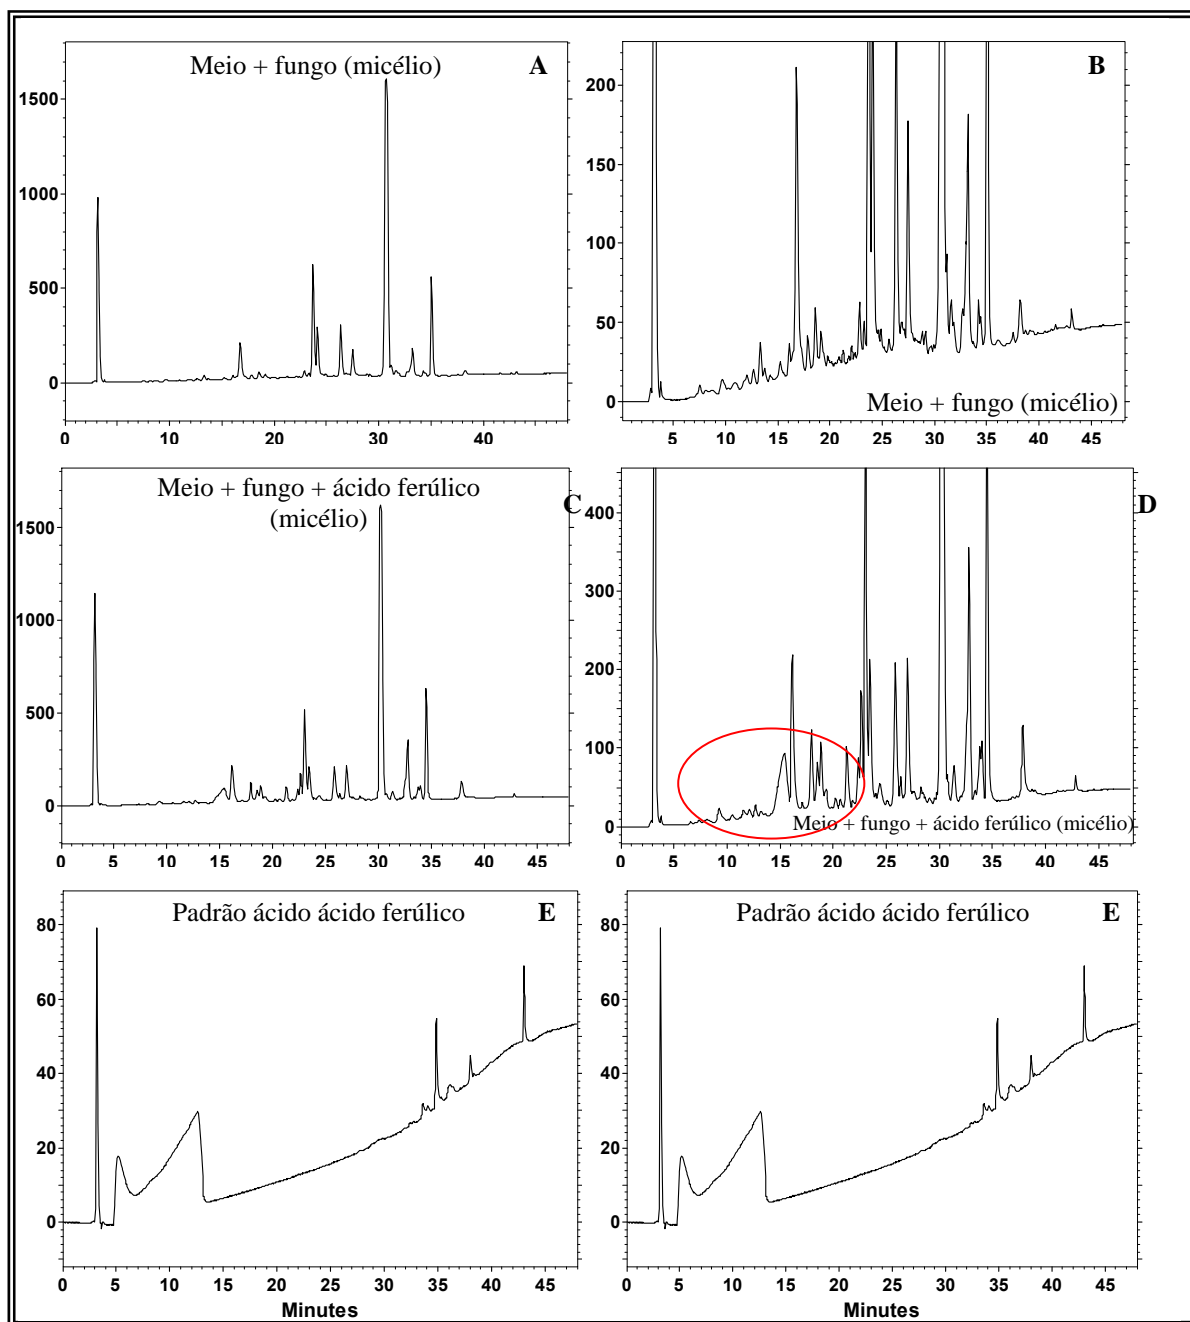 Meio + fungo (micélio) A
1500
1000
500
0
0 10 20 30 40
B
200
150
100
50
0
Meio + fungo (micélio)
5 10 15 20 25 30 35 40 45
Meio + fungo + ácido ferúlico
(micélio)
C
1500
1000
500
0
0 5 10 15 20 25 30 35 40 45
D
400
300
200
100
0
Meio + fungo + ácido ferúlico (micélio)
0 5 10 15 20 25 30 35 40 45
Padrão ácido ácido ferúlico E
80
60
40
20
0
0 5 10 15 20 25 30 35 40 45
Minutes
Padrão ácido ácido ferúlico E
80
60
40
20
0
0 5 10 15 20 25 30 35 40 45
Minutes